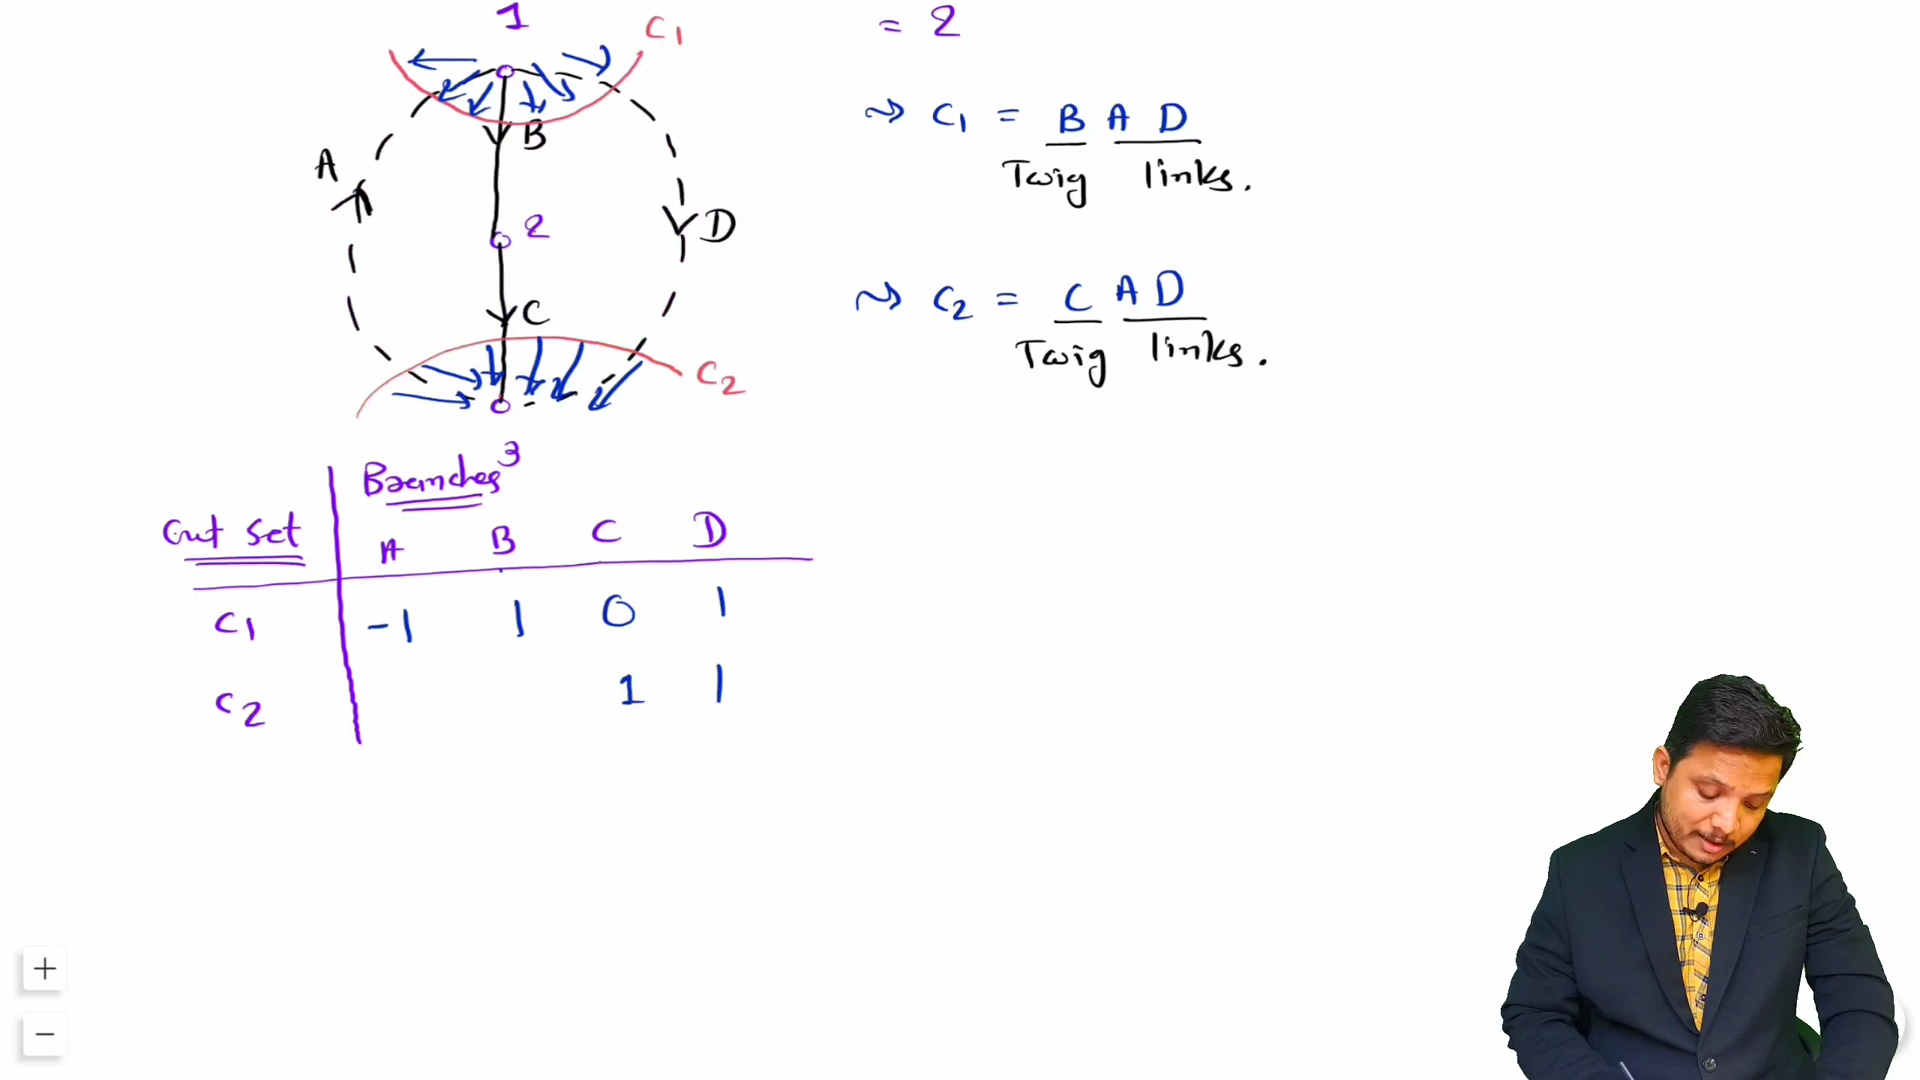 1
C1
= 2
B
A
D
2
C
C2
3
⇝ C1 = B A D
Twig links.
⇝ C2 = C A D
Twig links.
Branches
Cut Set A B C D
C1 -1 1 0 1
C2 1 1
+
−